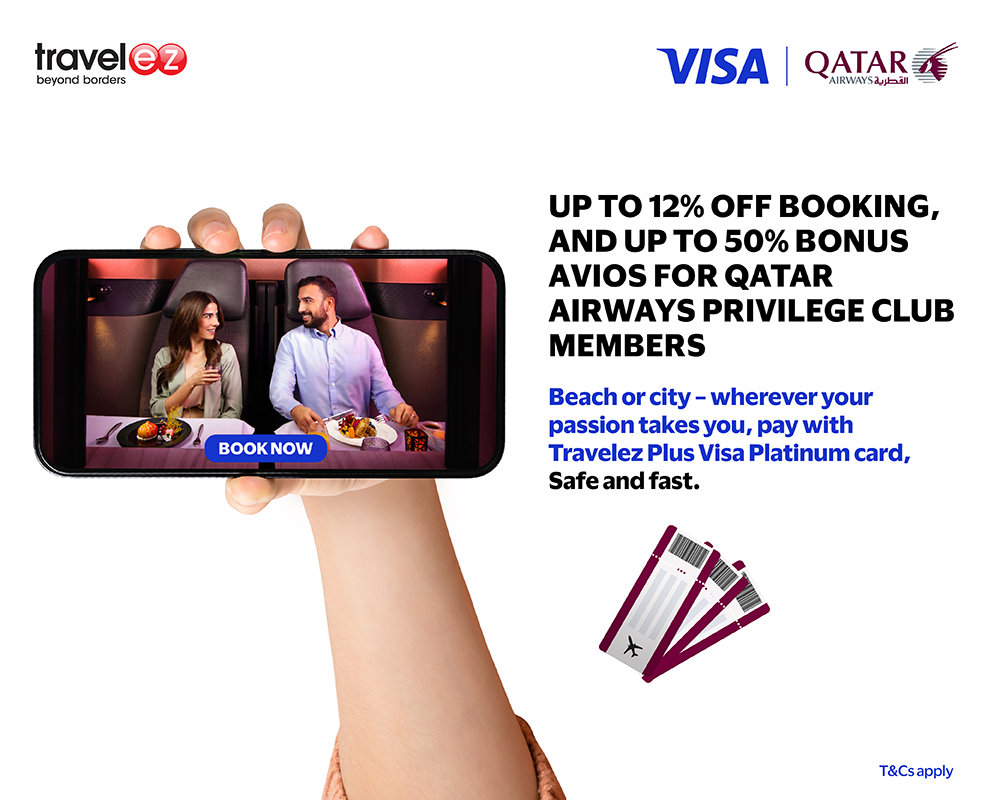 travel ez
beyond borders
VISA
QATAR
AIRWAYS القطرية
UP TO 12% OFF BOOKING,
AND UP TO 50% BONUS
AVIOS FOR QATAR
AIRWAYS PRIVILEGE CLUB
MEMBERS
Beach or city – wherever your
passion takes you, pay with
Travelez Plus Visa Platinum card,
Safe and fast.
BOOK NOW
T&Cs apply